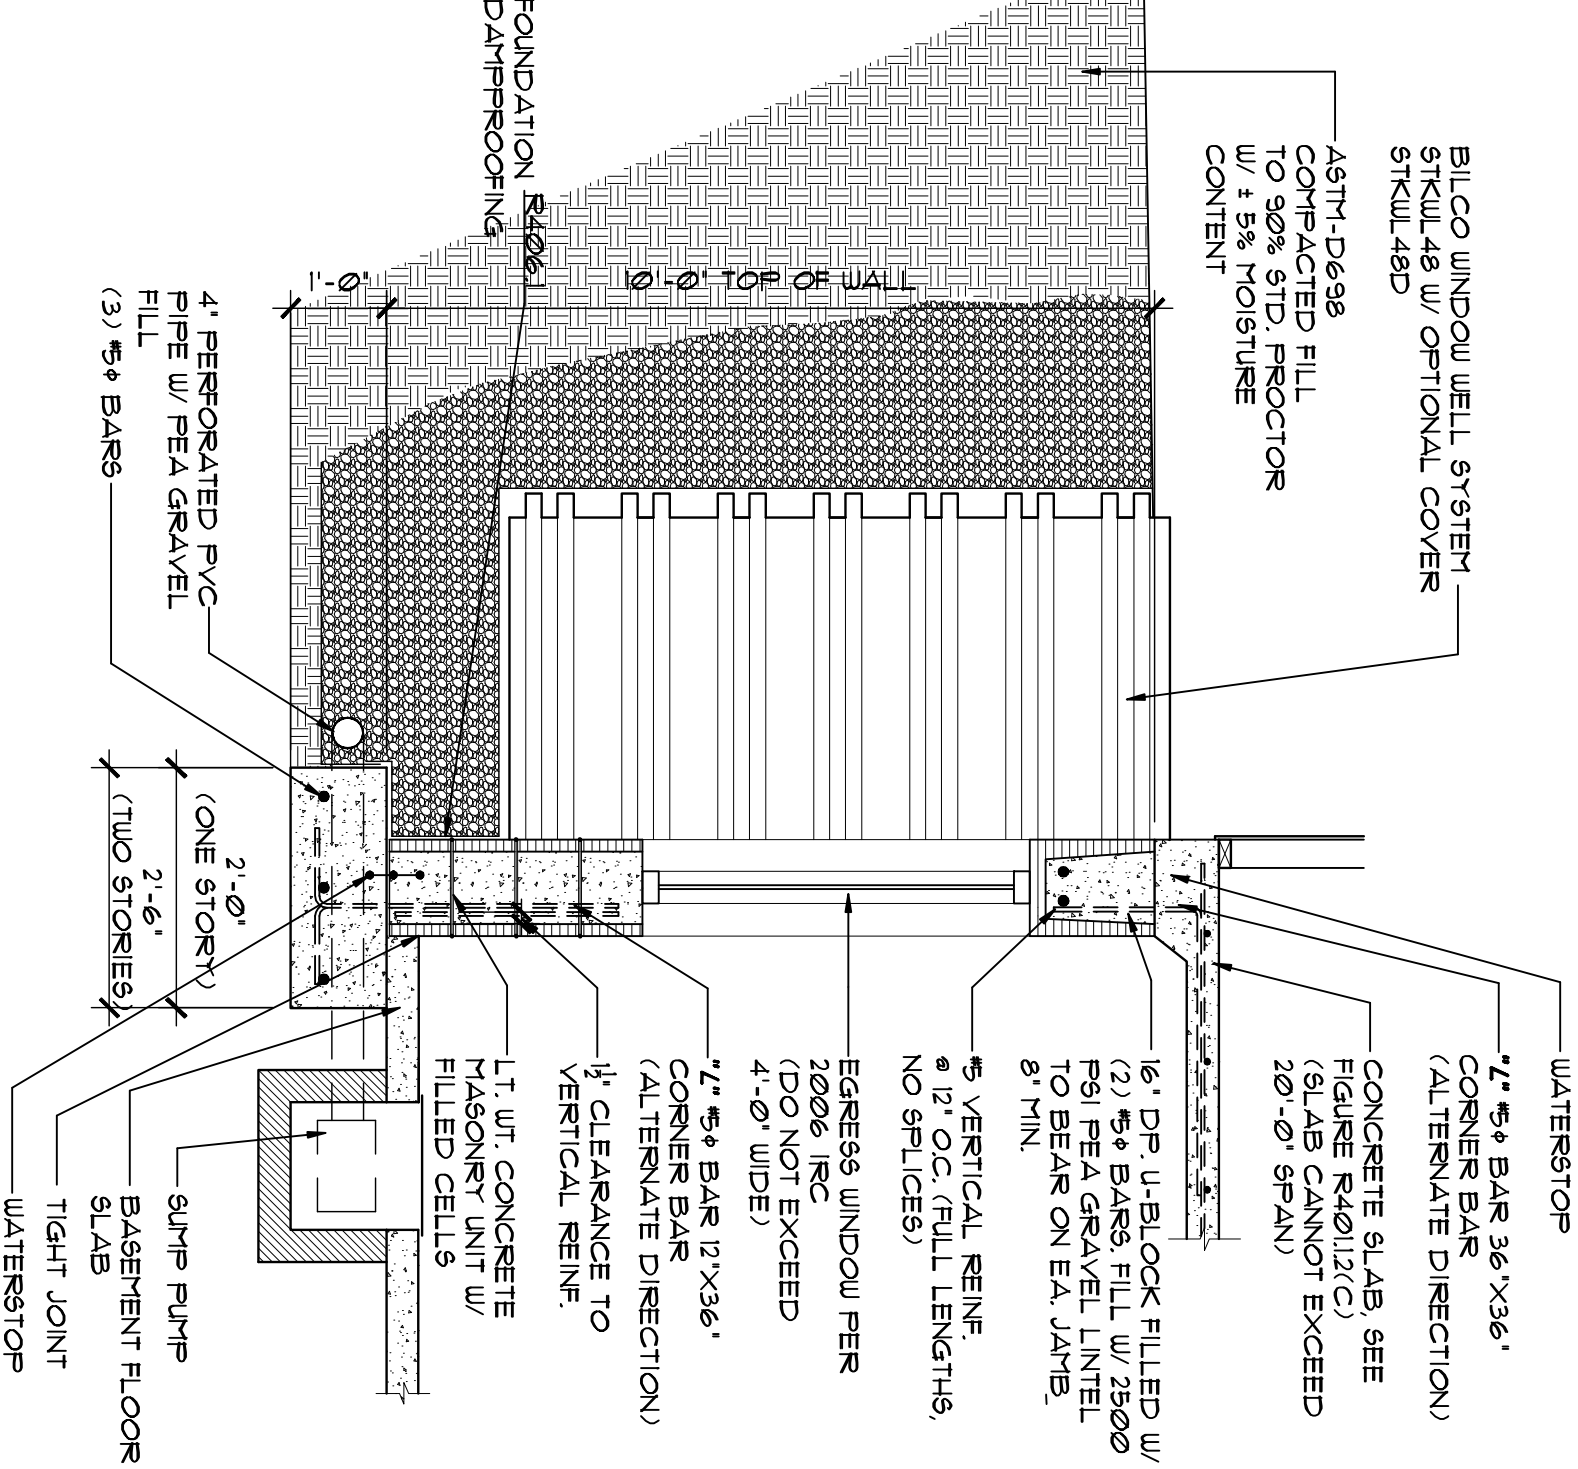 BILCO WINDOW WELL SYSTEM
STKWL48 W/ OPTIONAL COVER
STKWL48D
ASTM-D698
COMPACTED FILL
TO 90% STD. PROCTOR
W/ ± 5% MOISTURE
CONTENT
FOUNDATION R406.1
DAMPPROOFING
10'-0" TOP OF WALL
1'-0"
4" PERFORATED PVC
PIPE W/ PEA GRAVEL
FILL
(3) #5⌀ BARS
2'-0"
(ONE STORY)
2'-6"
(TWO STORIES)
WATERSTOP
"L" #5⌀ BAR 36"X36"
CORNER BAR
(ALTERNATE DIRECTION)
CONCRETE SLAB, SEE
FIGURE R401.12(C)
(SLAB CANNOT EXCEED
20'-0" SPAN)
16" DP. U-BLOCK FILLED W/
(2) #5⌀ BARS. FILL W/ 2500
PSI PEA GRAVEL LINTEL
TO BEAR ON EA. JAMB
8" MIN.
#5 VERTICAL REINF.
@ 12" O.C. (FULL LENGTHS,
NO SPLICES)
EGRESS WINDOW PER
2006 IRC
(DO NOT EXCEED
4'-0" WIDE)
"L" #5⌀ BAR 12"X36"
CORNER BAR
(ALTERNATE DIRECTION)
1½" CLEARANCE TO
VERTICAL REINF.
LT. WT. CONCRETE
MASONRY UNIT W/
FILLED CELLS
SUMP PUMP
BASEMENT FLOOR
SLAB
TIGHT JOINT
WATERSTOP